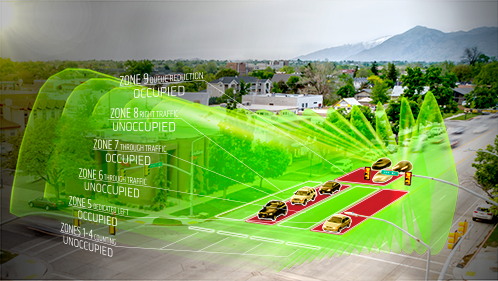 ZONE 9 QUEUE REDUCTION
OCCUPIED
ZONE 8 RIGHT TRAFFIC
UNOCCUPIED
ZONE 7 THROUGH TRAFFIC
OCCUPIED
ZONE 6 THROUGH TRAFFIC
UNOCCUPIED
ZONE 5 DEDICATED LEFT
OCCUPIED
ZONES 1-4 COUNTING
UNOCCUPIED